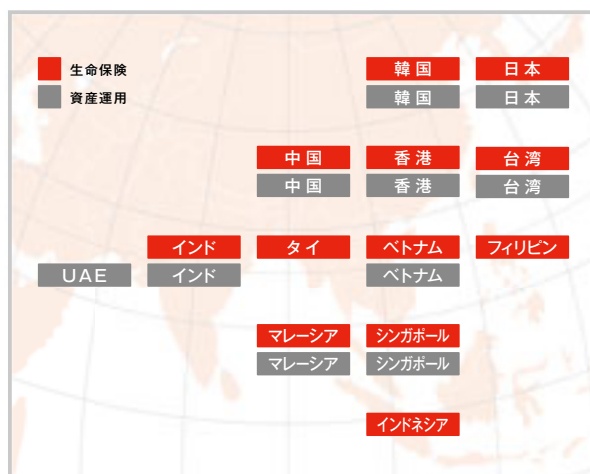 生命保険
資産運用
韓国 日本
韓国 日本
中国 香港 台湾
中国 香港 台湾
インド タイ ベトナム フィリピン
UAE インド ベトナム
マレーシア シンガポール
マレーシア シンガポール
インドネシア